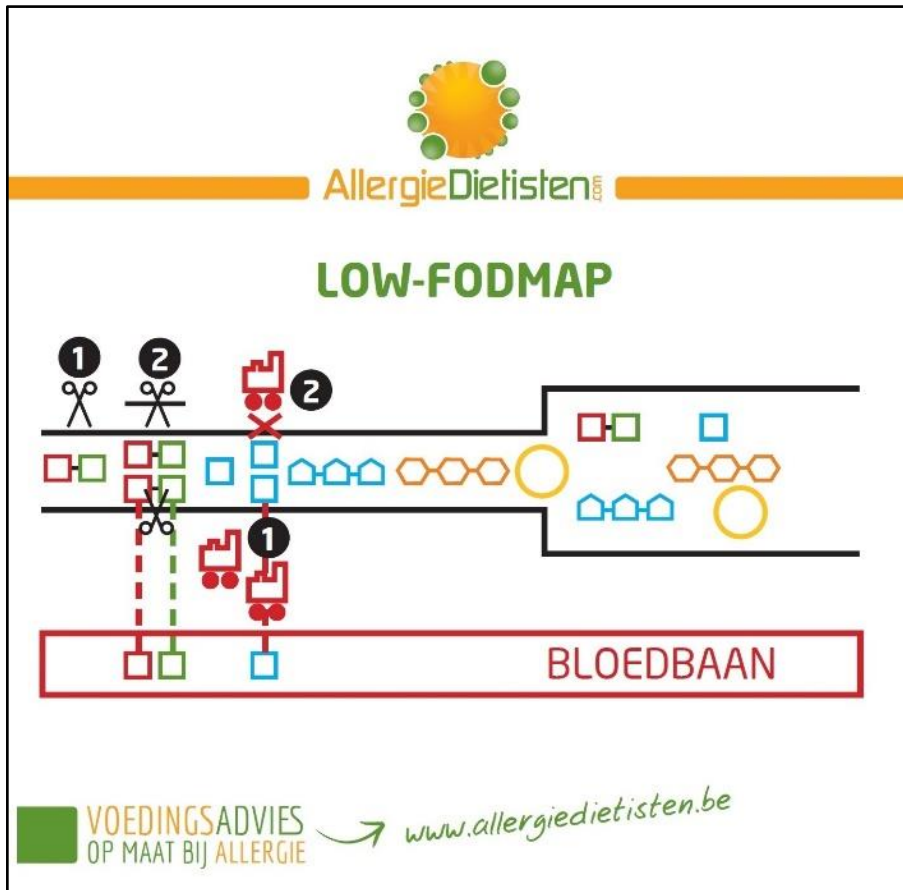 AllergieDietisten.com
LOW-FODMAP
1
2
2
1
BLOEDBAAN
VOEDINGSADVIES
OP MAAT BIJ ALLERGIE
www.allergiedietisten.be